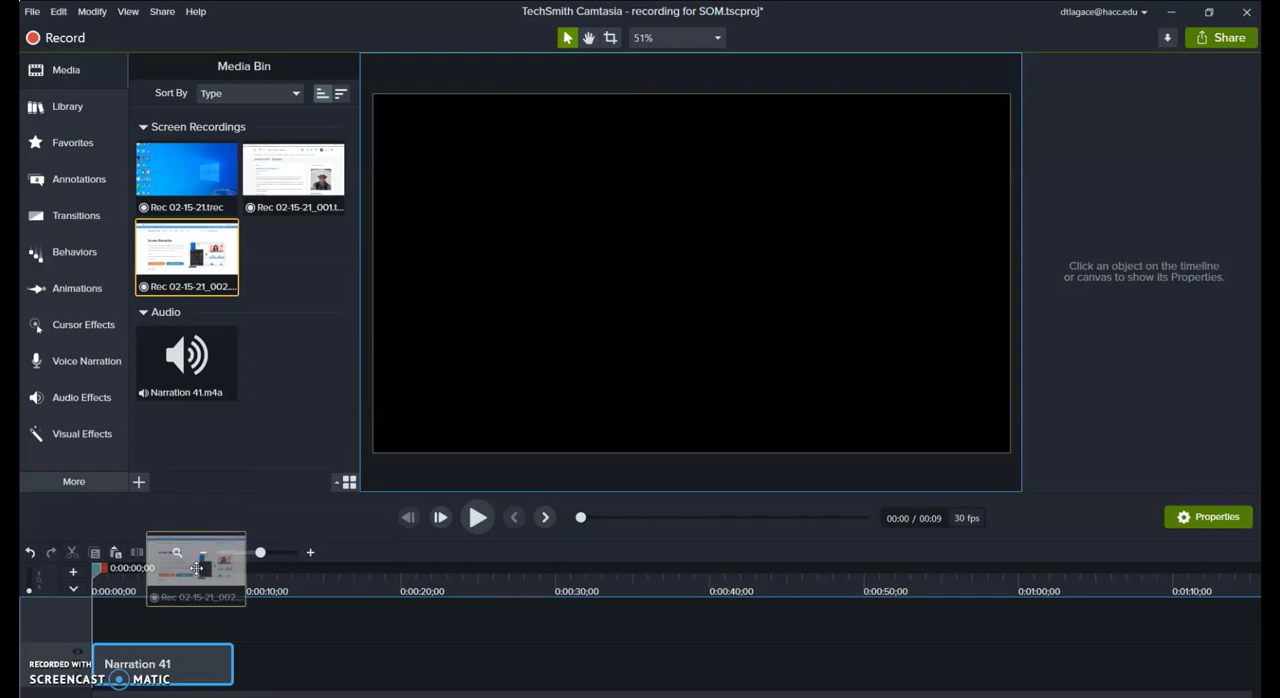 File Edit Modify View Share Help
TechSmith Camtasia - recording for SOM.tscproj*
dtlagace@hacc.edu
Record
51%
Share
Media
Library
Favorites
Annotations
Transitions
Behaviors
Animations
Cursor Effects
Voice Narration
Audio Effects
Visual Effects
More
Media Bin
Sort By Type
Screen Recordings
Rec 02-15-21.trec
Rec 02-15-21_001.t...
Screen Recorder
Rec 02-15-21_002....
Audio
Narration 41.m4a
Click an object on the timeline
or canvas to show its Properties.
00:00 / 00:09 30 fps
Properties
0:00:00;00
Rec 02-15-21_002....
0:00:00;00 0:00:10;00 0:00:20;00 0:00:30;00 0:00:40;00 0:00:50;00 0:01:00;00 0:01:10;00
Narration 41
RECORDED WITH
SCREENCAST MATIC